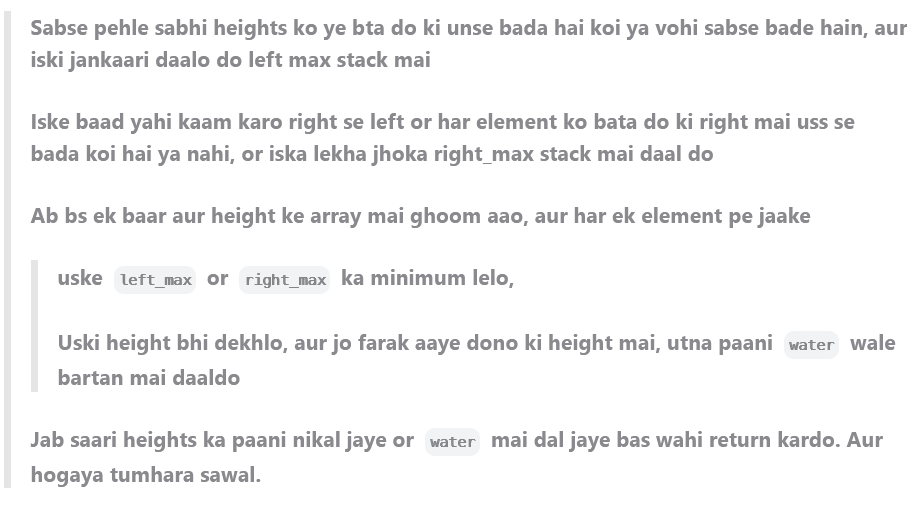 Sabse pehle sabhi heights ko ye bta do ki unse bada hai koi ya vohi sabse bade hain, aur
iski jankaari daalo do left max stack mai
Iske baad yahi kaam karo right se left or har element ko bata do ki right mai uss se
bada koi hai ya nahi, or iska lekha jhoka right_max stack mai daal do
Ab bs ek baar aur height ke array mai ghoom aao, aur har ek element pe jaake
uske left_max or right_max ka minimum lelo,
Uski height bhi dekhlo, aur jo farak aaye dono ki height mai, utna paani water wale
bartan mai daaldo
Jab saari heights ka paani nikal jaye or water mai dal jaye bas wahi return kardo. Aur
hogaya tumhara sawal.